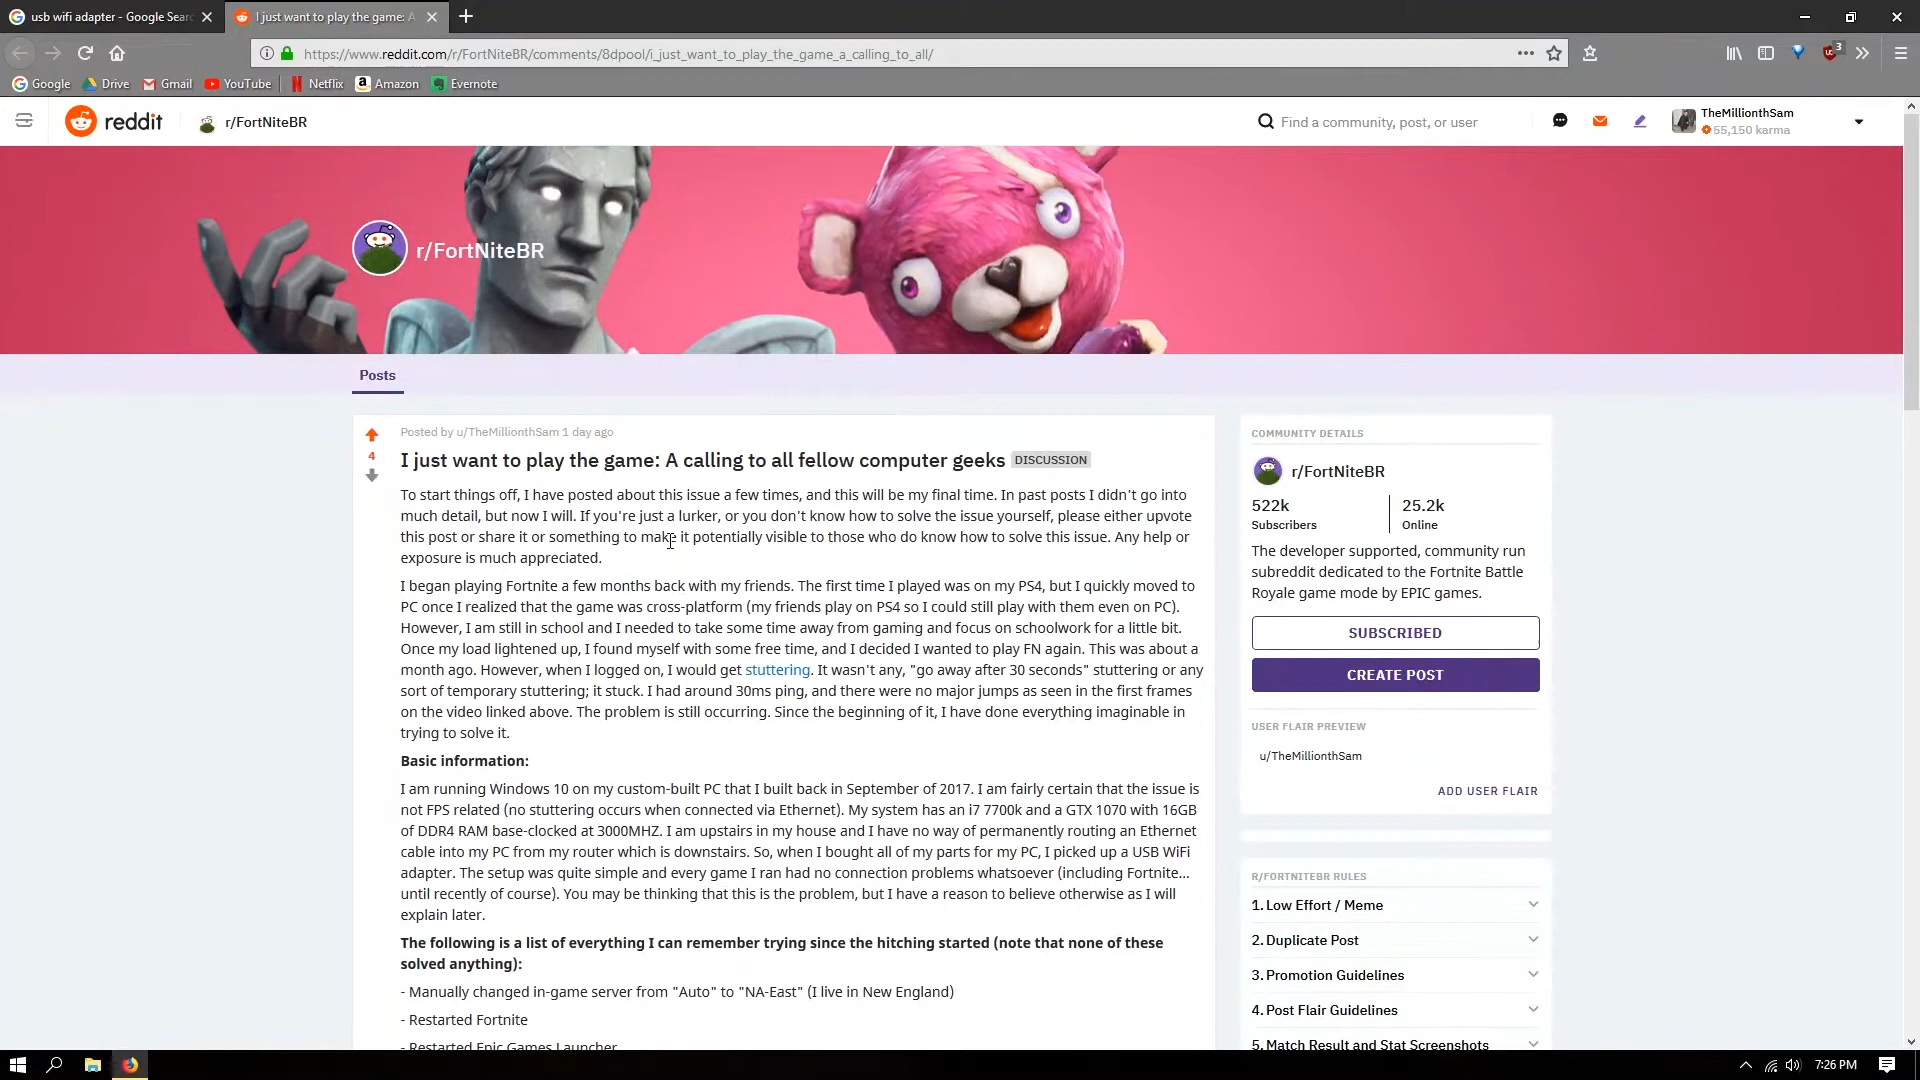 usb wifi adapter - Google Searc
I just want to play the game: A
https://www.reddit.com/r/FortNiteBR/comments/8dpool/i_just_want_to_play_the_game_a_calling_to_all/
3
Google
Drive
Gmail
YouTube
Netflix
Amazon
Evernote
reddit
r/FortNiteBR
Find a community, post, or user
TheMillionthSam
55,150 karma
r/FortNiteBR
Posts
Posted by u/TheMillionthSam 1 day ago
4
I just want to play the game: A calling to all fellow computer geeks DISCUSSION
To start things off, I have posted about this issue a few times, and this will be my final time. In past posts I didn't go into
much detail, but now I will. If you're just a lurker, or you don't know how to solve the issue yourself, please either upvote
this post or share it or something to make it potentially visible to those who do know how to solve this issue. Any help or
exposure is much appreciated.
I began playing Fortnite a few months back with my friends. The first time I played was on my PS4, but I quickly moved to
PC once I realized that the game was cross-platform (my friends play on PS4 so I could still play with them even on PC).
However, I am still in school and I needed to take some time away from gaming and focus on schoolwork for a little bit.
Once my load lightened up, I found myself with some free time, and I decided I wanted to play FN again. This was about a
month ago. However, when I logged on, I would get stuttering. It wasn't any, "go away after 30 seconds" stuttering or any
sort of temporary stuttering; it stuck. I had around 30ms ping, and there were no major jumps as seen in the first frames
on the video linked above. The problem is still occurring. Since the beginning of it, I have done everything imaginable in
trying to solve it.
Basic information:
I am running Windows 10 on my custom-built PC that I built back in September of 2017. I am fairly certain that the issue is
not FPS related (no stuttering occurs when connected via Ethernet). My system has an i7 7700k and a GTX 1070 with 16GB
of DDR4 RAM base-clocked at 3000MHZ. I am upstairs in my house and I have no way of permanently routing an Ethernet
cable into my PC from my router which is downstairs. So, when I bought all of my parts for my PC, I picked up a USB WiFi
adapter. The setup was quite simple and every game I ran had no connection problems whatsoever (including Fortnite...
until recently of course). You may be thinking that this is the problem, but I have a reason to believe otherwise as I will
explain later.
The following is a list of everything I can remember trying since the hitching started (note that none of these
solved anything):
- Manually changed in-game server from "Auto" to "NA-East" (I live in New England)
- Restarted Fortnite
- Restarted Epic Games Launcher
COMMUNITY DETAILS
r/FortNiteBR
522k
25.2k
Subscribers
Online
The developer supported, community run
subreddit dedicated to the Fortnite Battle
Royale game mode by EPIC games.
SUBSCRIBED
CREATE POST
USER FLAIR PREVIEW
u/TheMillionthSam
ADD USER FLAIR
R/FORTNITEBR RULES
1. Low Effort / Meme
2. Duplicate Post
3. Promotion Guidelines
4. Post Flair Guidelines
5. Match Result and Stat Screenshots
7:26 PM